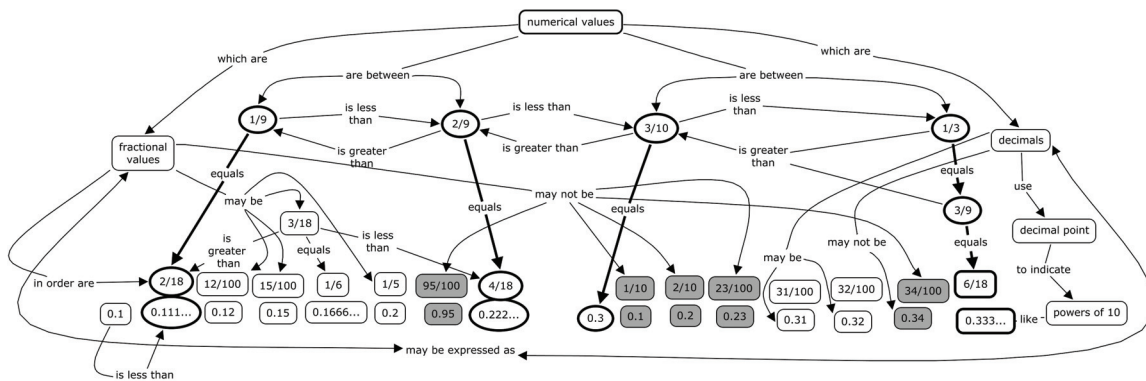 numerical values
which are
which are
are between
are between
is less
than
is less than
is less
than
1/9
2/9
3/10
1/3
fractional
values
decimals
is greater
than
is greater than
is greater
than
equals
may be
may not be
equals
equals
equals
use
3/18
3/9
is
greater
than
equals
is less
than
may not be
may be
equals
decimal point
to indicate
in order are
2/18
12/100
15/100
1/6
1/5
95/100
4/18
1/10
2/10
23/100
31/100
32/100
34/100
6/18
0.1
0.111...
0.12
0.15
0.1666...
0.2
0.95
0.222...
0.3
0.1
0.2
0.23
0.31
0.32
0.34
0.333...
like
powers of 10
may be expressed as
is less than